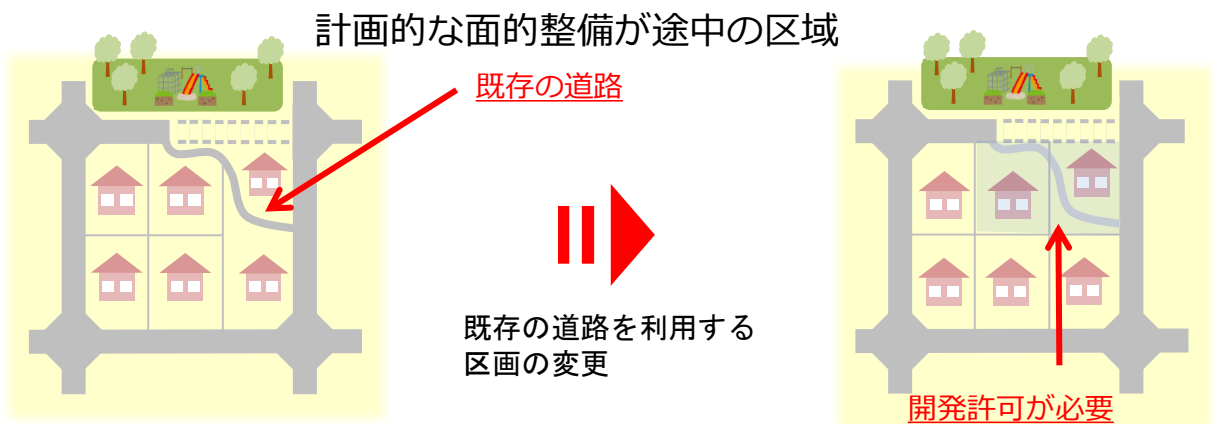 計画的な面的整備が途中の区域
既存の道路
既存の道路を利用する
区画の変更
開発許可が必要